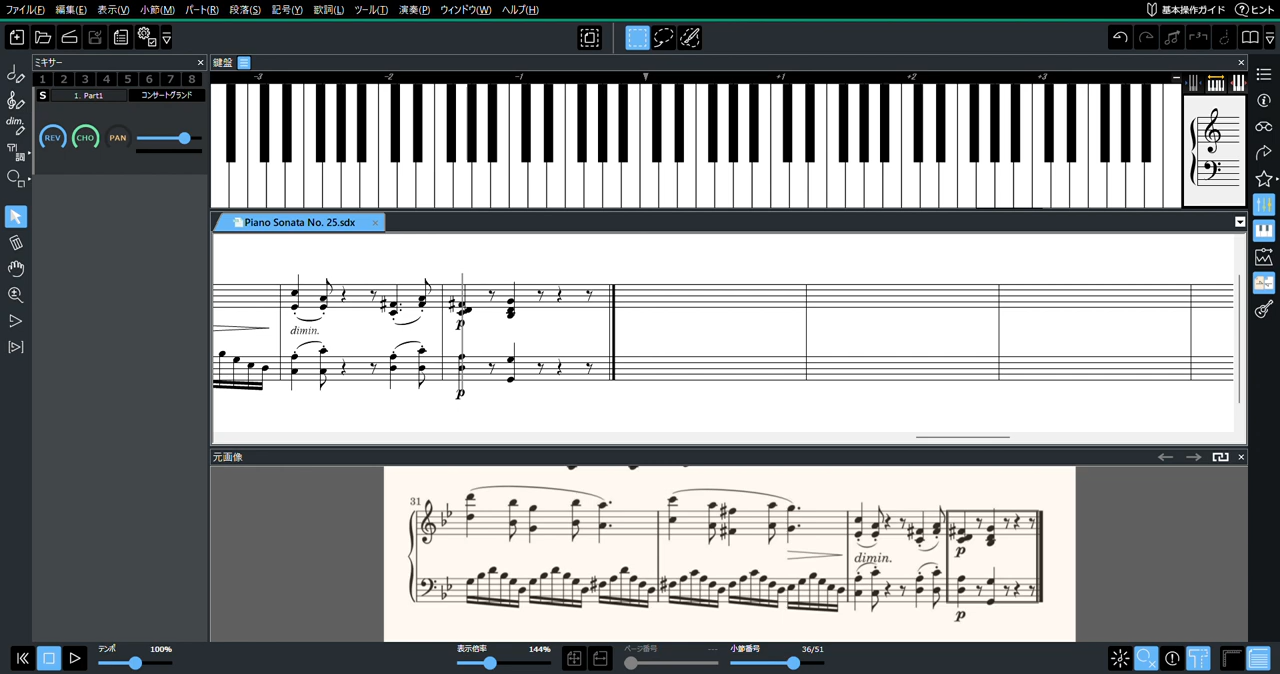 ファイル(F) 編集(E) 表示(V) 小節(M) パート(R) 段落(S) 記号(Y) 歌詞(L) ツール(T) 演奏(P) ウィンドウ(W) ヘルプ(H) 基本操作ガイド ヒント
ミキサー
鍵盤
1 2 3 4 5 6 7 8
-3 -2 -1 +1 +2 +3
S 1. Part1 コンサートグランド
dim.
REV CHO PAN
調
Piano Sonata No. 25.sdx
dimin.
p
p
元画像
31
dimin.
p
p
テンポ 100%
表示倍率 144%
ページ番号 ---
小節番号 36/51